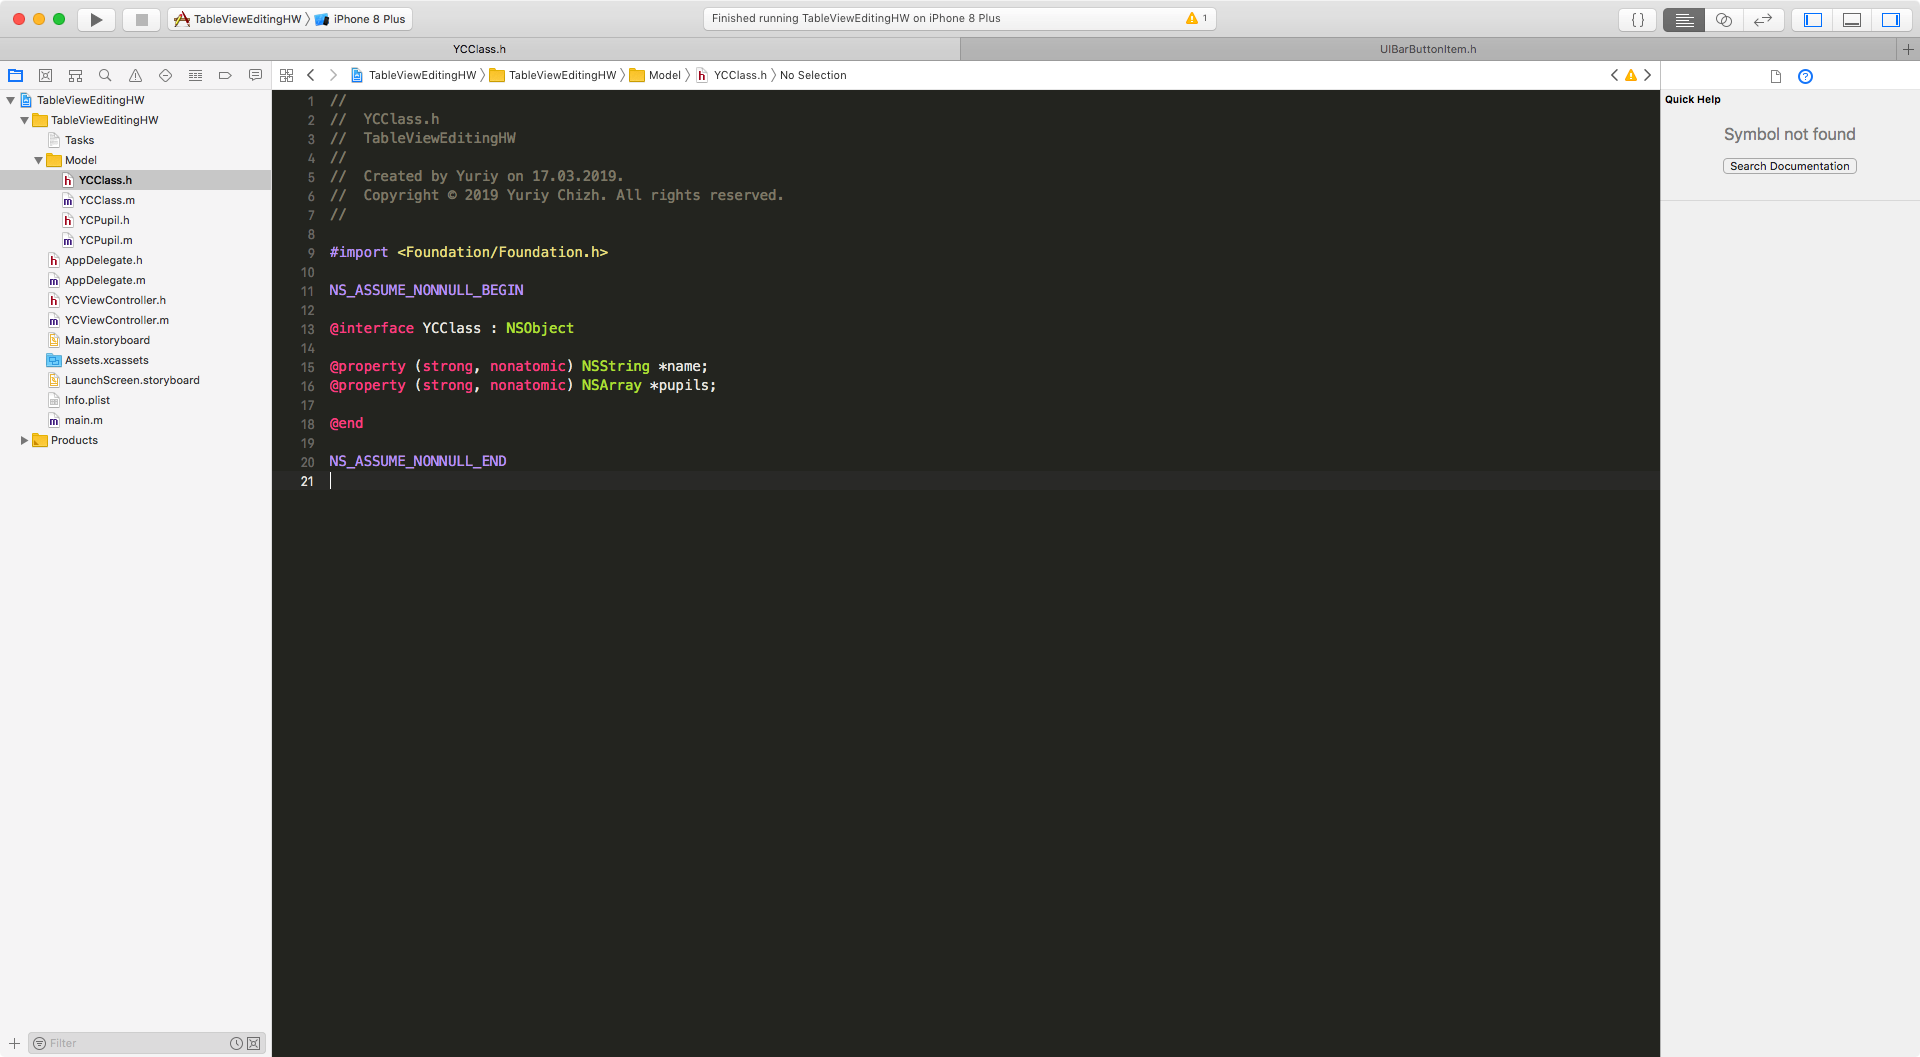 TableViewEditingHW 〉 iPhone 8 Plus
Finished running TableViewEditingHW on iPhone 8 Plus
1
{ }
YCClass.h
UIBarButtonItem.h
TableViewEditingHW 〉 TableViewEditingHW 〉 Model 〉 h YCClass.h 〉 No Selection
TableViewEditingHW
TableViewEditingHW
Tasks
Model
h YCClass.h
m YCClass.m
h YCPupil.h
m YCPupil.m
h AppDelegate.h
m AppDelegate.m
h YCViewController.h
m YCViewController.m
Main.storyboard
Assets.xcassets
LaunchScreen.storyboard
Info.plist
m main.m
Products
Filter
1 //
2 //  YCClass.h
3 //  TableViewEditingHW
4 //
5 //  Created by Yuriy on 17.03.2019.
6 //  Copyright © 2019 Yuriy Chizh. All rights reserved.
7 //
8
9 #import <Foundation/Foundation.h>
10
11 NS_ASSUME_NONNULL_BEGIN
12
13 @interface YCClass : NSObject
14
15 @property (strong, nonatomic) NSString *name;
16 @property (strong, nonatomic) NSArray *pupils;
17
18 @end
19
20 NS_ASSUME_NONNULL_END
21
Quick Help
Symbol not found
Search Documentation